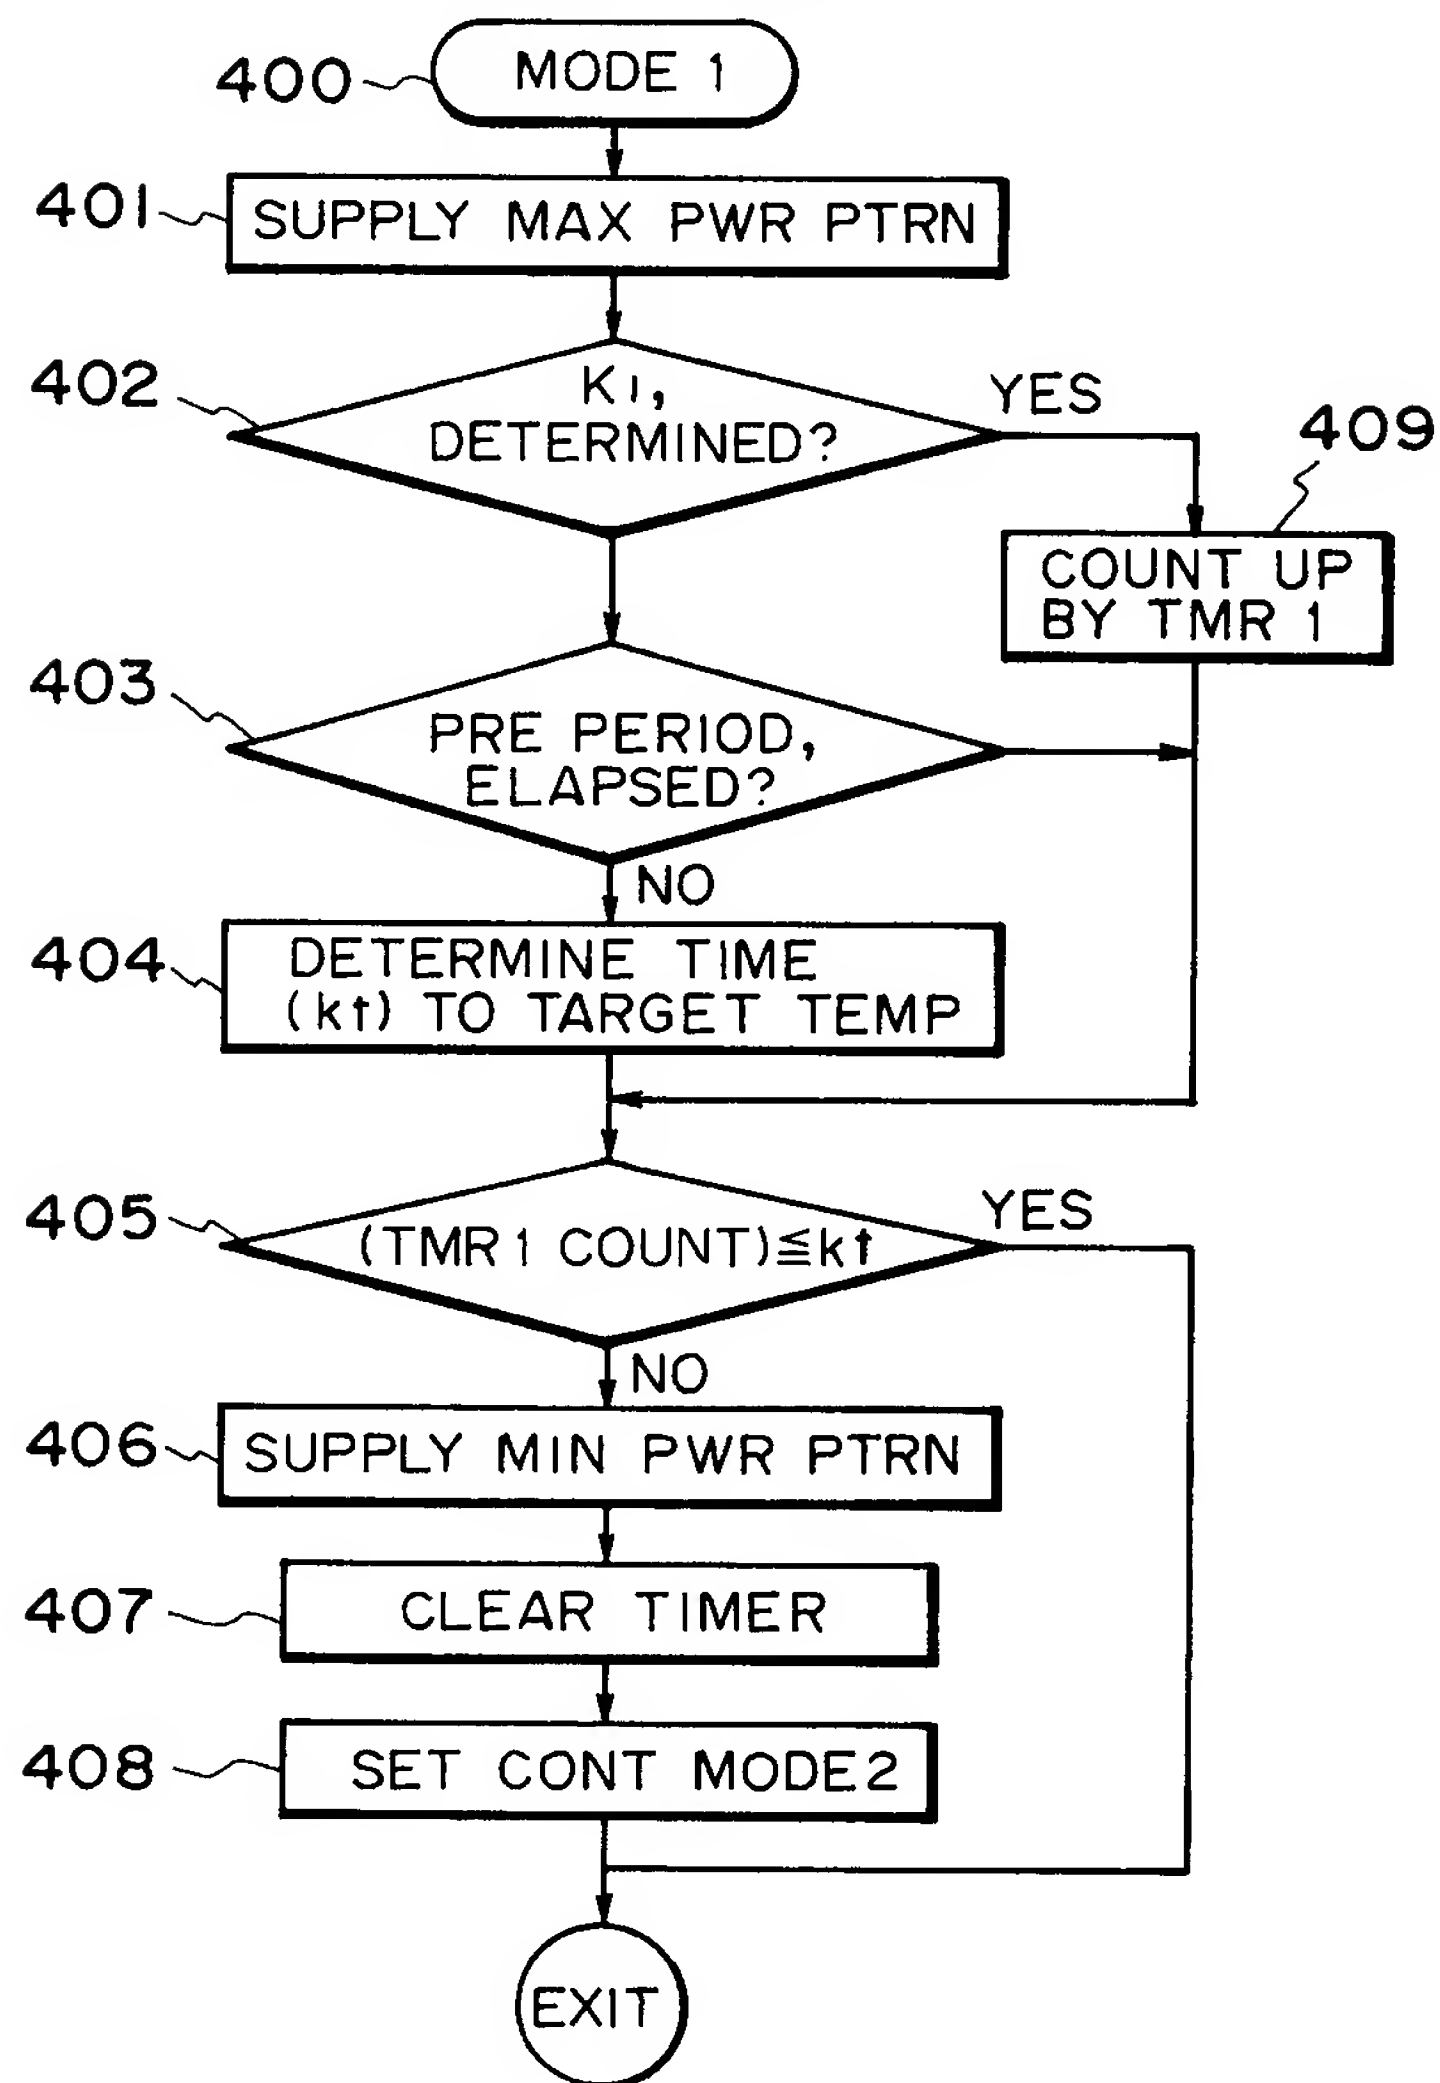 400
MODE 1
401
SUPPLY MAX PWR PTRN
402
K1,
DETERMINED?
YES
409
COUNT UP
BY TMR 1
403
PRE PERIOD,
ELAPSED?
NO
404
DETERMINE TIME
(kt) TO TARGET TEMP
405
(TMR1 COUNT)≦kt
YES
NO
406
SUPPLY MIN PWR PTRN
407
CLEAR TIMER
408
SET CONT MODE2
EXIT